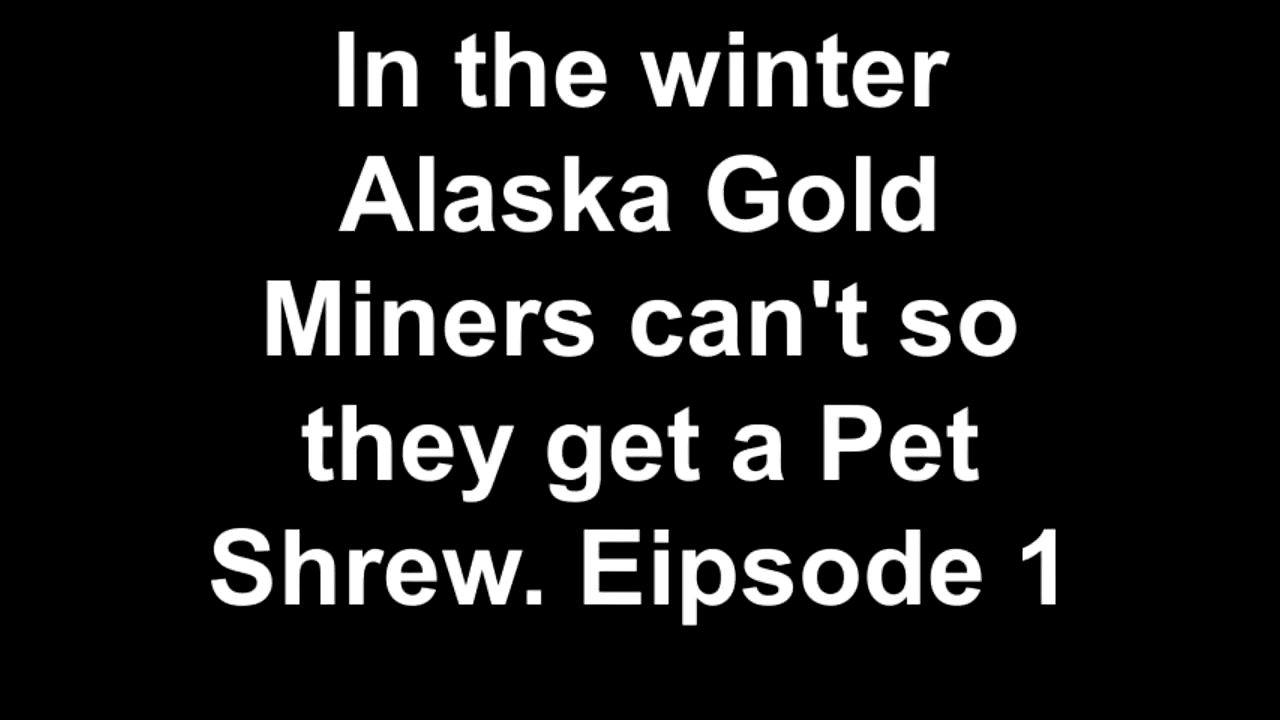 In the winter
Alaska Gold
Miners can't so
they get a Pet
Shrew. Eipsode 1